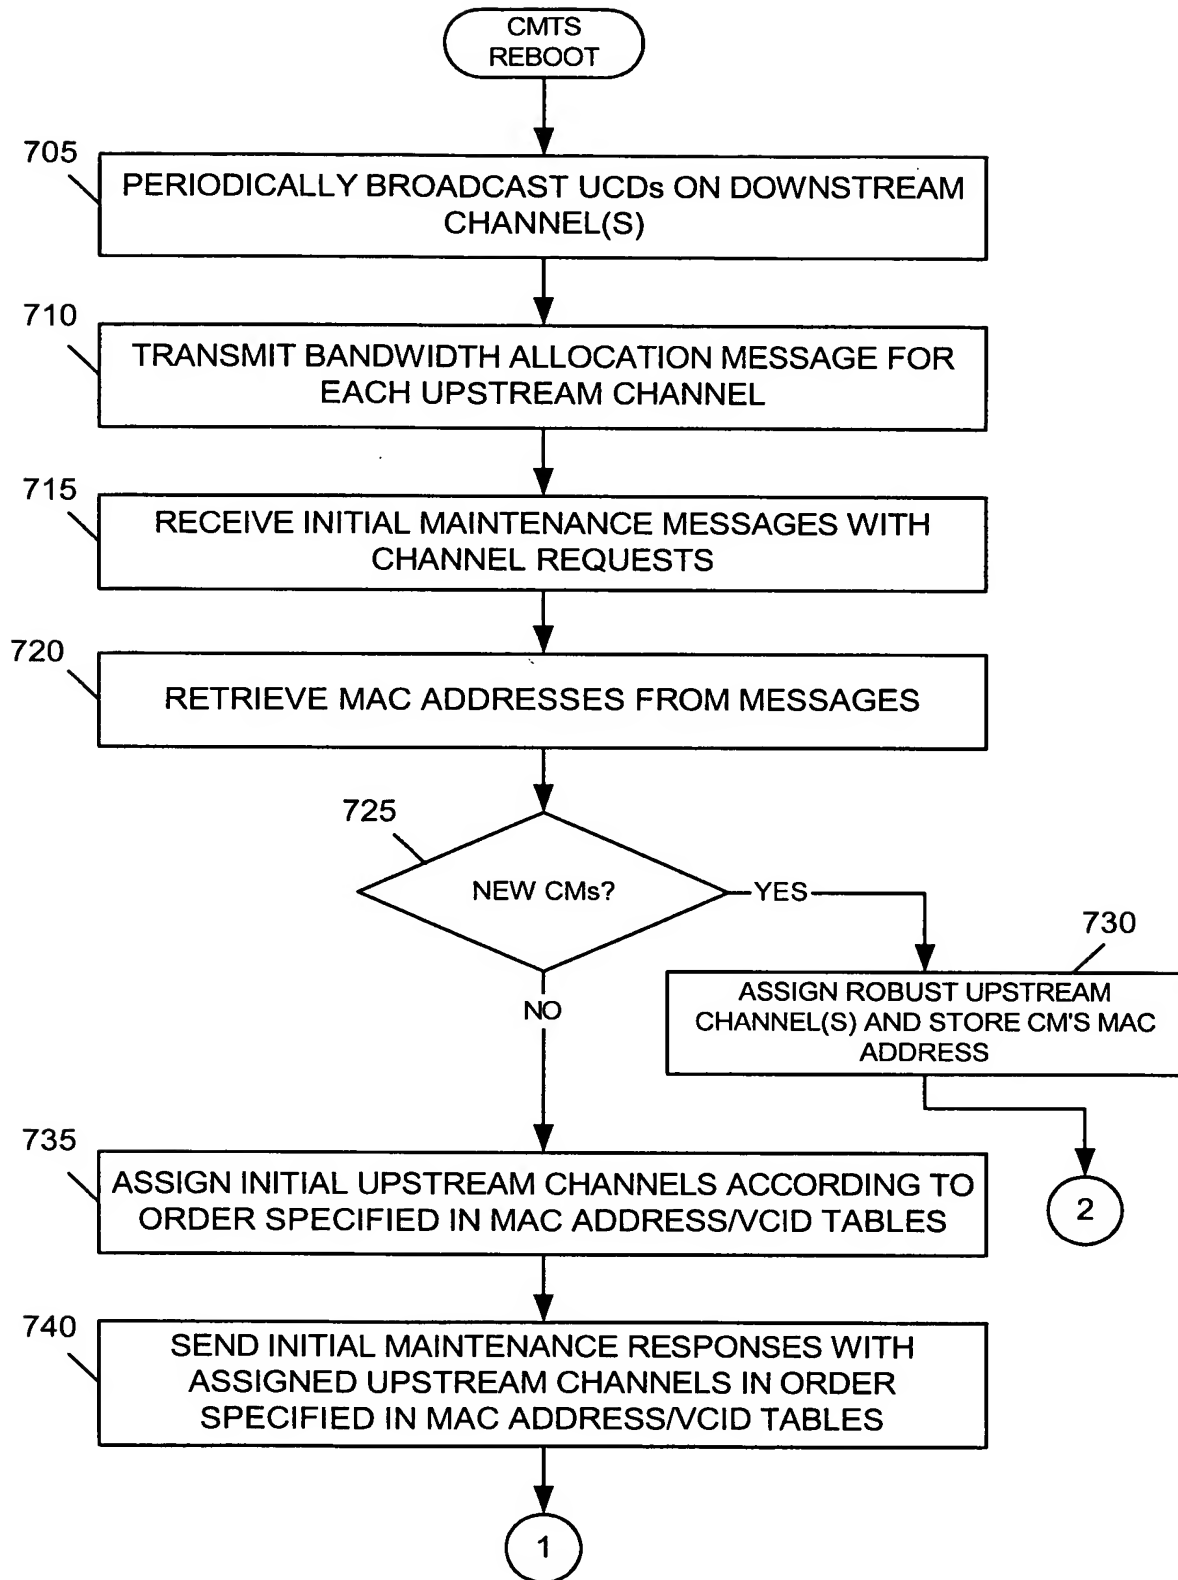 CMTS
REBOOT
705
PERIODICALLY BROADCAST UCDs ON DOWNSTREAM
CHANNEL(S)
710
TRANSMIT BANDWIDTH ALLOCATION MESSAGE FOR
EACH UPSTREAM CHANNEL
715
RECEIVE INITIAL MAINTENANCE MESSAGES WITH
CHANNEL REQUESTS
720
RETRIEVE MAC ADDRESSES FROM MESSAGES
725
NEW CMs?
YES
730
ASSIGN ROBUST UPSTREAM
CHANNEL(S) AND STORE CM'S MAC
ADDRESS
NO
2
735
ASSIGN INITIAL UPSTREAM CHANNELS ACCORDING TO
ORDER SPECIFIED IN MAC ADDRESS/VCID TABLES
740
SEND INITIAL MAINTENANCE RESPONSES WITH
ASSIGNED UPSTREAM CHANNELS IN ORDER
SPECIFIED IN MAC ADDRESS/VCID TABLES
1